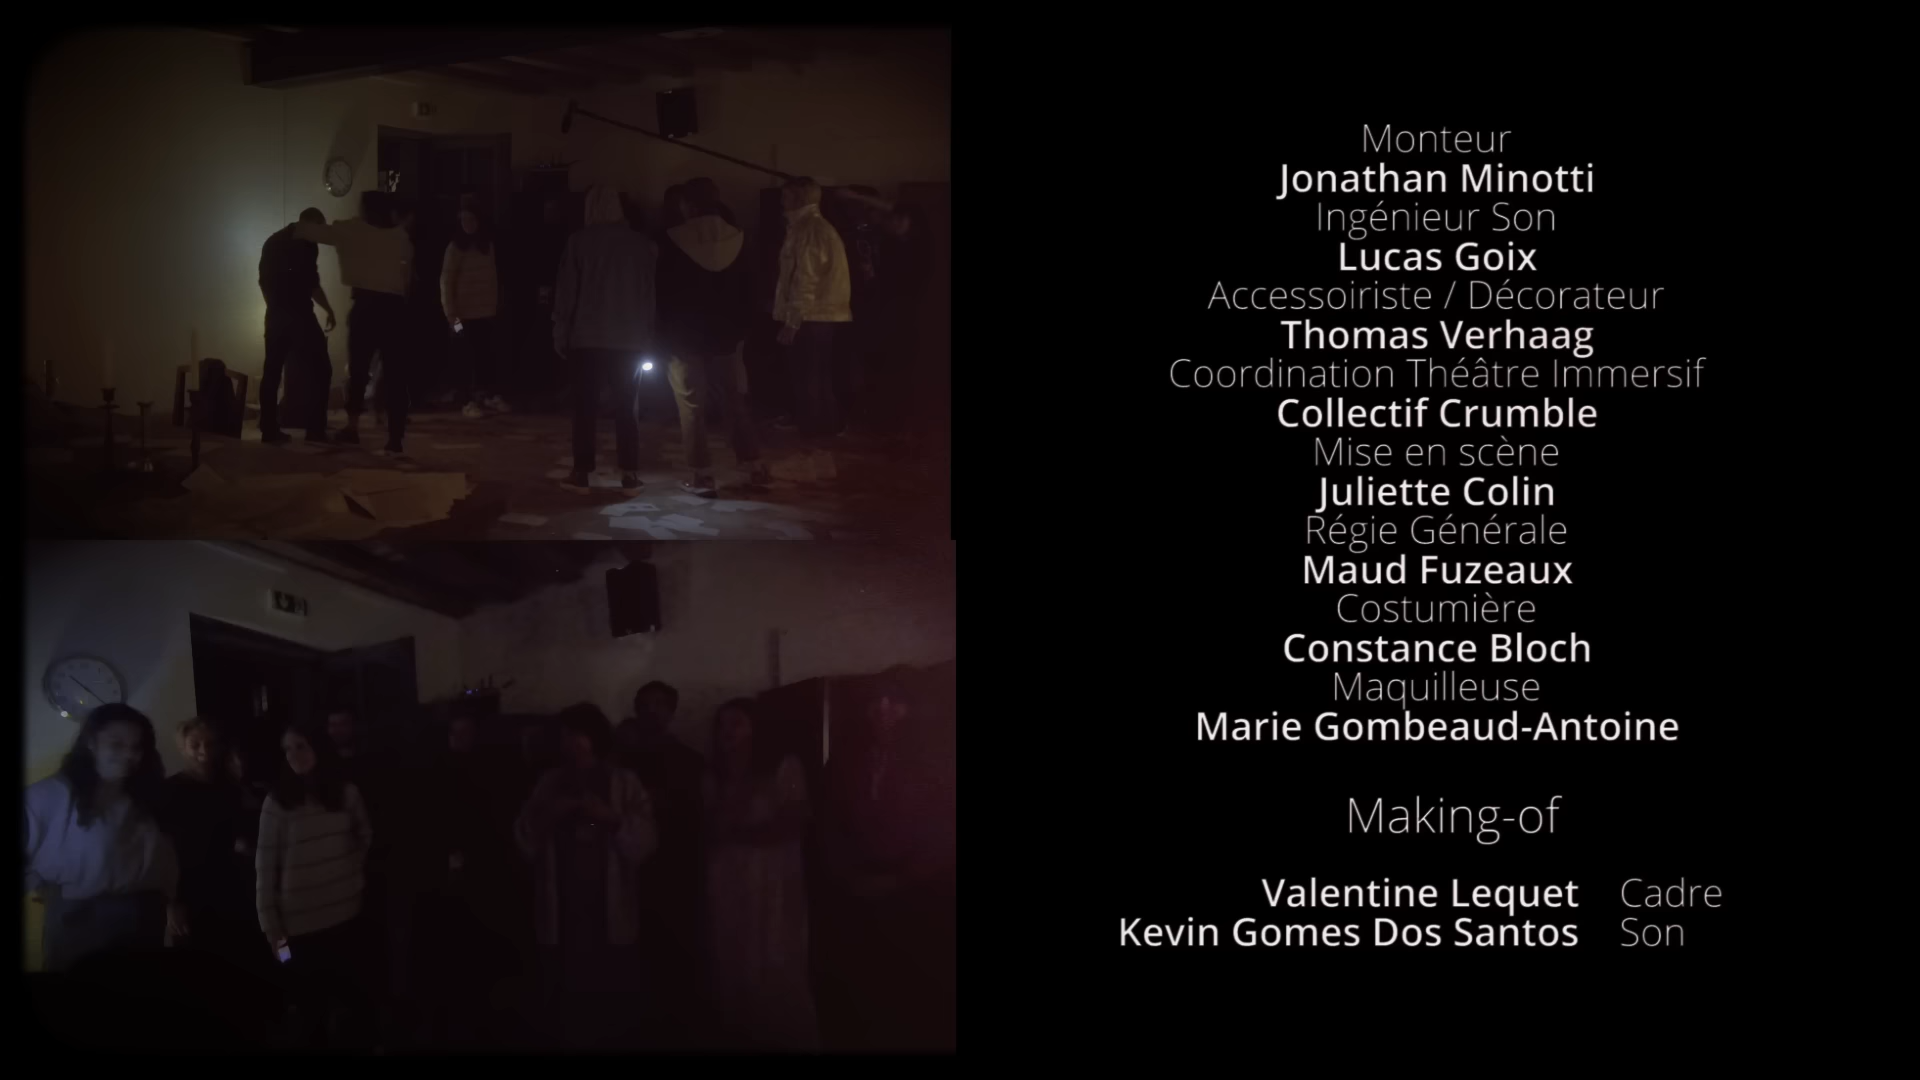 Monteur
Jonathan Minotti
Ingénieur Son
Lucas Goix
Accessoiriste / Décorateur
Thomas Verhaag
Coordination Théâtre Immersif
Collectif Crumble
Mise en scène
Juliette Colin
Régie Générale
Maud Fuzeaux
Costumière
Constance Bloch
Maquilleuse
Marie Gombeaud-Antoine
Making-of
Valentine Lequet Cadre
Kevin Gomes Dos Santos Son